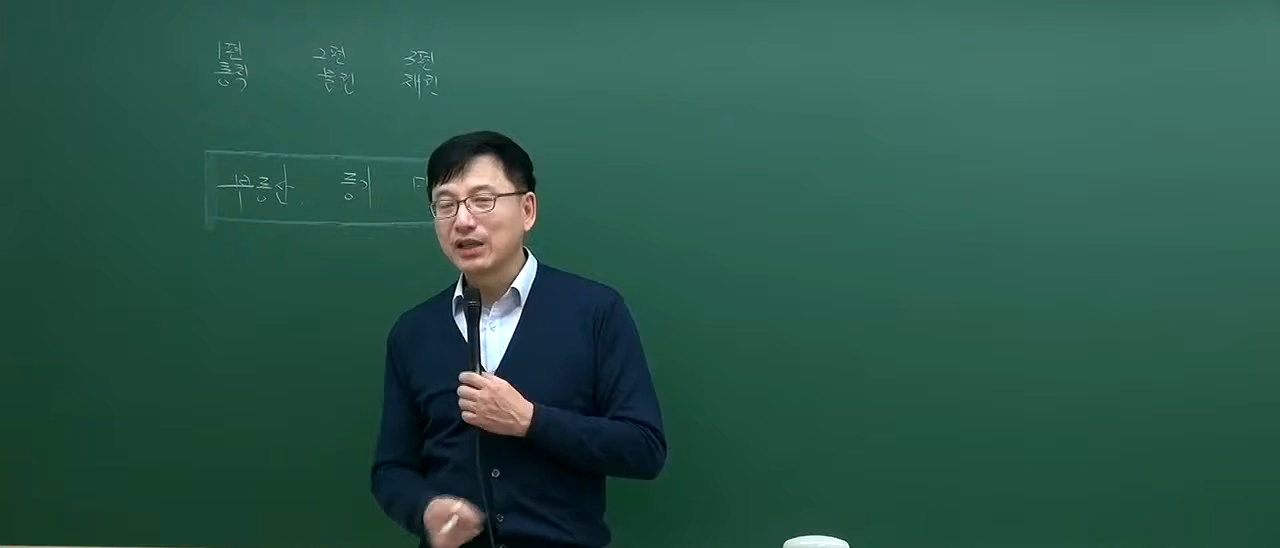 1편 2편 3편
총칙 물권 채권
부동산 등기